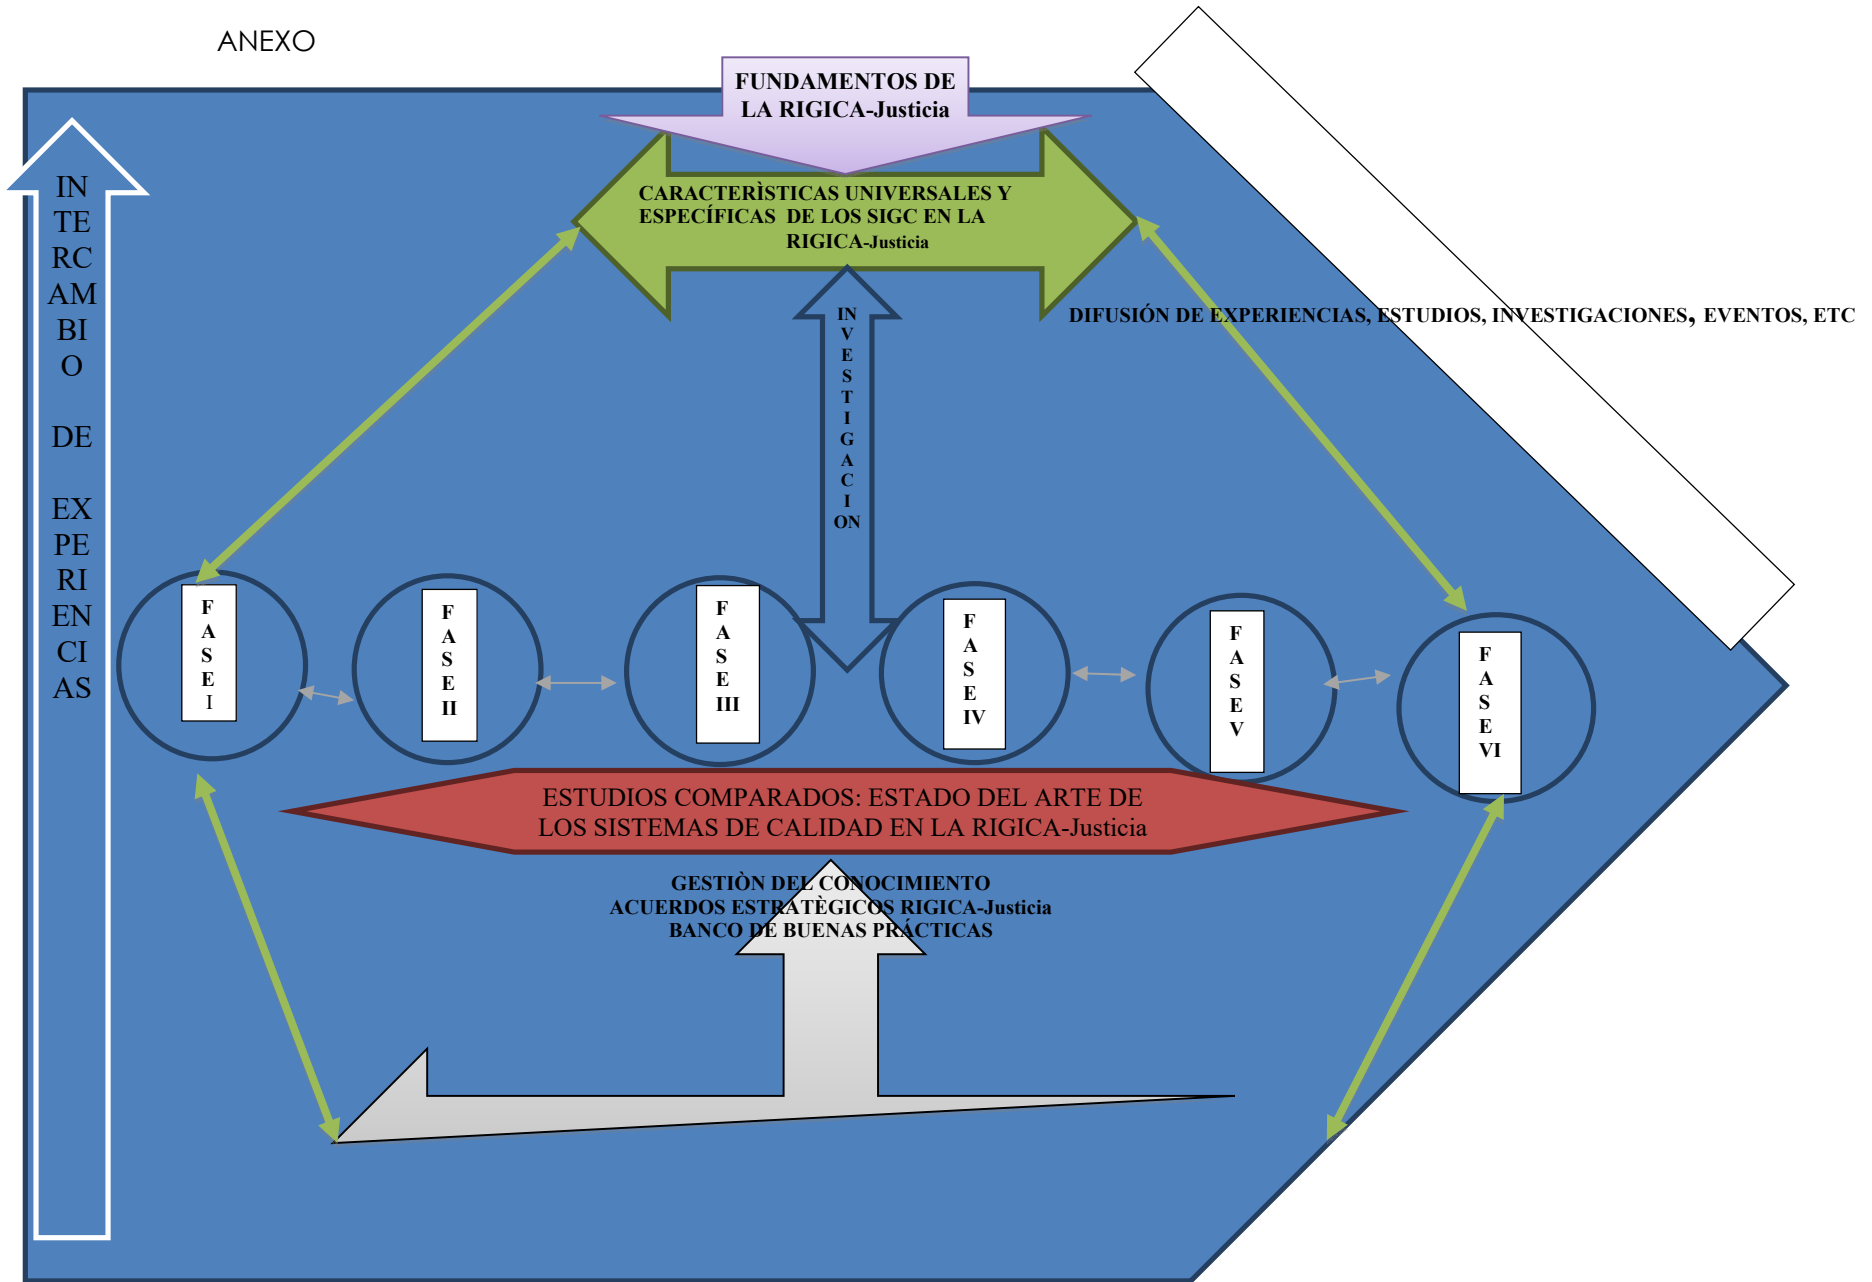 ANEXO
FUNDAMENTOS DE
LA RIGICA-Justicia
CARACTERÌSTICAS UNIVERSALES Y
ESPECÍFICAS DE LOS SIGC EN LA
RIGICA-Justicia
IN
TE
RC
AM
BI
O
DE
EX
PE
RI
EN
CI
AS
IN
V
E
S
T
I
G
A
C
I
ON
DIFUSIÓN DE EXPERIENCIAS, ESTUDIOS, INVESTIGACIONES, EVENTOS, ETC
F
A
S
E I
I
F
A
S
E
II
F
A
S
E
III
F
A
S
E
IV
F
A
S
E
V
F
A
S
E
VI
ESTUDIOS COMPARADOS: ESTADO DEL ARTE DE
LOS SISTEMAS DE CALIDAD EN LA RIGICA-Justicia
GESTIÒN DEL CONOCIMIENTO
ACUERDOS ESTRATÈGICOS RIGICA-Justicia
BANCO DE BUENAS PRÁCTICAS